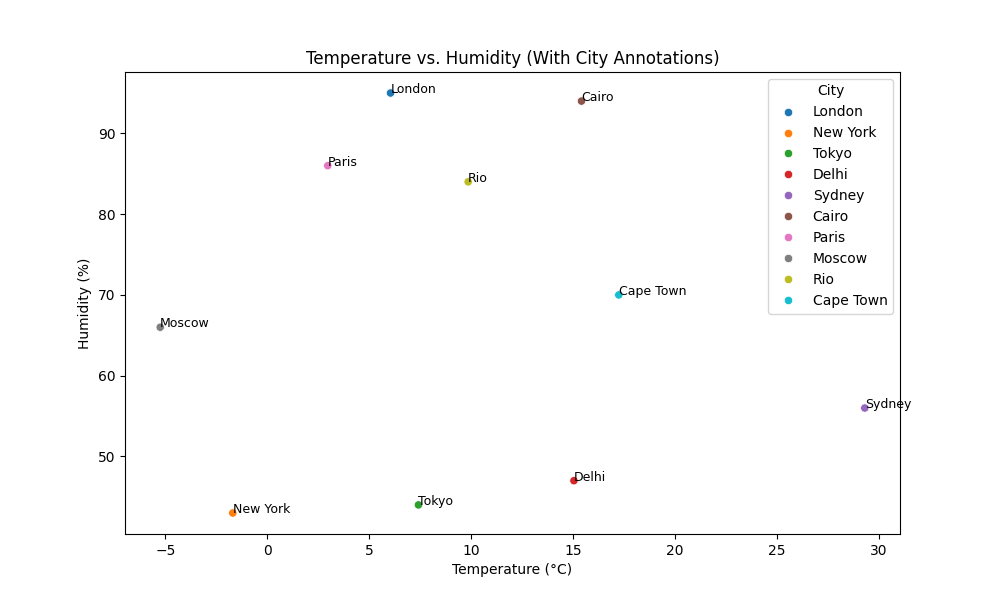 Temperature vs. Humidity (With City Annotations)
London
Cairo
Paris
Rio
Cape Town
Moscow
Sydney
Delhi
Tokyo
New York
City
London
New York
Tokyo
Delhi
Sydney
Cairo
Paris
Moscow
Rio
Cape Town
Humidity (%)
90
80
70
60
50
−5
0
5
10
15
20
25
30
Temperature (°C)